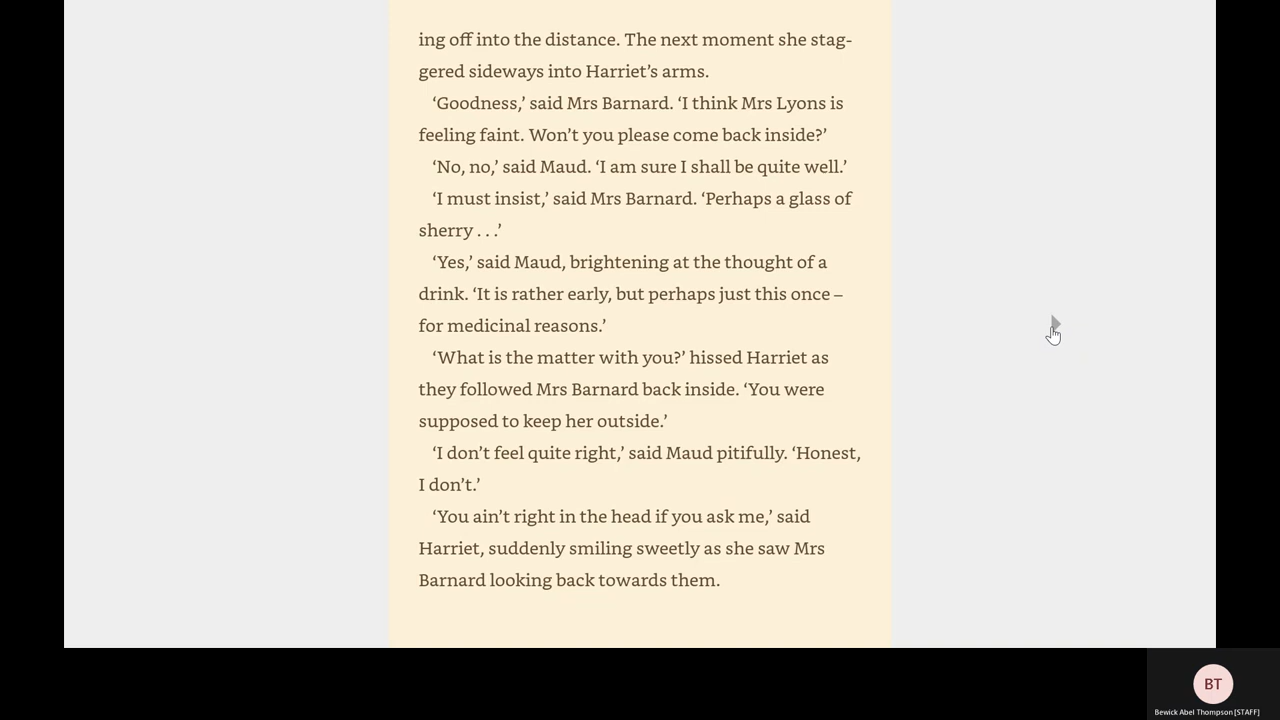 ing off into the distance. The next moment she stag-
gered sideways into Harriet’s arms.
‘Goodness,’ said Mrs Barnard. ‘I think Mrs Lyons is
feeling faint. Won’t you please come back inside?’
‘No, no,’ said Maud. ‘I am sure I shall be quite well.’
‘I must insist,’ said Mrs Barnard. ‘Perhaps a glass of
sherry . . .’
‘Yes,’ said Maud, brightening at the thought of a
drink. ‘It is rather early, but perhaps just this once –
for medicinal reasons.’
‘What is the matter with you?’ hissed Harriet as
they followed Mrs Barnard back inside. ‘You were
supposed to keep her outside.’
‘I don’t feel quite right,’ said Maud pitifully. ‘Honest,
I don’t.’
‘You ain’t right in the head if you ask me,’ said
Harriet, suddenly smiling sweetly as she saw Mrs
Barnard looking back towards them.
BT
Bewick Abel Thompson [STAFF]